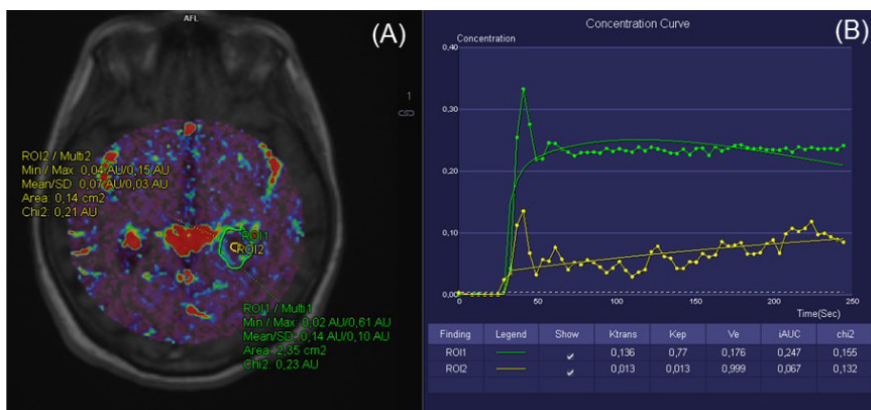 AFL
(A)
1
ROI2 / Multi2
Min / Max: 0,04 AU/0,15 AU
Mean/SD: 0,07 AU/0,03 AU
Area: 0,14 cm2
Chi2: 0,21 AU
ROI1
ROI2
ROI1 / Multi1
Min / Max: 0,02 AU/0,61 AU
Mean/SD: 0,14 AU/0,10 AU
Area: 2,35 cm2
Chi2: 0,23 AU
Concentration Curve
(B)
Concentration
0,40
0,30
0,20
0,10
0,00
0 50 100 150 200 250
Time(Sec)
Finding Legend Show Ktrans Kep Ve iAUC chi2
ROI1 0,136 0,77 0,176 0,247 0,155
ROI2 0,013 0,013 0,999 0,067 0,132